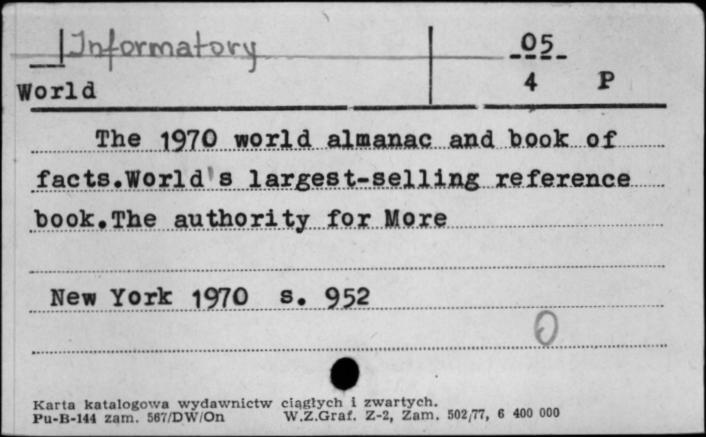 Informatory
05
World 4 P
The 1970 world almanac and book of
facts.World's largest-selling reference
book.The authority for More
New York 1970 s. 952
O
Karta katalogowa wydawnictw ciągłych i zwartych.
Pu-B-144 zam. 567/DW/On W.Z.Graf. Z-2, Zam. 502/77, 6 400 000